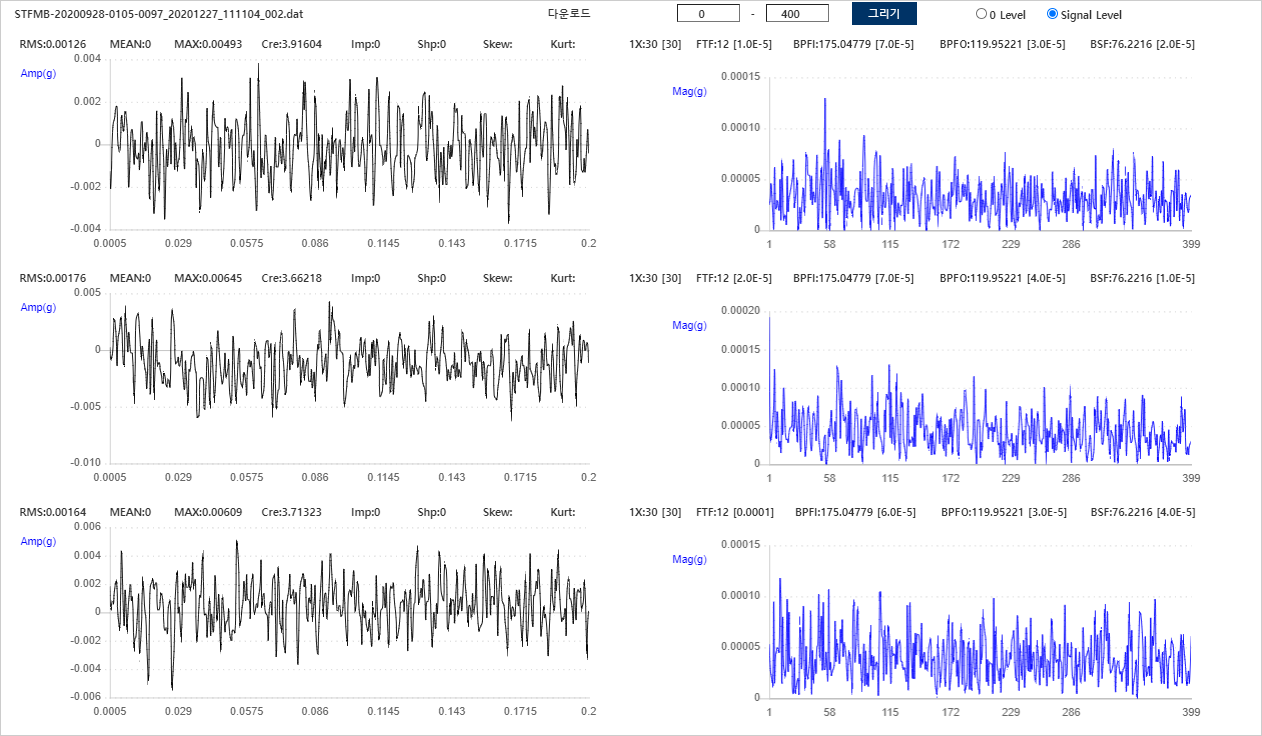 STFMB-20200928-0105-0097_20201227_111104_002.dat 다운로드 0 - 400 그리기 0 Level Signal Level
RMS:0.00126 MEAN:0 MAX:0.00493 Cre:3.91604 Imp:0 Shp:0 Skew: Kurt:
Amp(g)
0.004
0.002
0
-0.002
-0.004
0.0005 0.029 0.0575 0.086 0.1145 0.143 0.1715 0.2
1X:30 [30] FTF:12 [1.0E-5] BPFI:175.04779 [7.0E-5] BPFO:119.95221 [3.0E-5] BSF:76.2216 [2.0E-5]
Mag(g)
0.00015
0.00010
0.00005
0
1 58 115 172 229 286 399
RMS:0.00176 MEAN:0 MAX:0.00645 Cre:3.66218 Imp:0 Shp:0 Skew: Kurt:
Amp(g)
0.005
0
-0.005
-0.010
0.0005 0.029 0.0575 0.086 0.1145 0.143 0.1715 0.2
1X:30 [30] FTF:12 [2.0E-5] BPFI:175.04779 [7.0E-5] BPFO:119.95221 [4.0E-5] BSF:76.2216 [1.0E-5]
Mag(g)
0.00020
0.00015
0.00010
0.00005
0
1 58 115 172 229 286 399
RMS:0.00164 MEAN:0 MAX:0.00609 Cre:3.71323 Imp:0 Shp:0 Skew: Kurt:
Amp(g)
0.006
0.004
0.002
0
-0.002
-0.004
-0.006
0.0005 0.029 0.0575 0.086 0.1145 0.143 0.1715 0.2
1X:30 [30] FTF:12 [0.0001] BPFI:175.04779 [6.0E-5] BPFO:119.95221 [3.0E-5] BSF:76.2216 [4.0E-5]
Mag(g)
0.00015
0.00010
0.00005
0
1 58 115 172 229 286 399